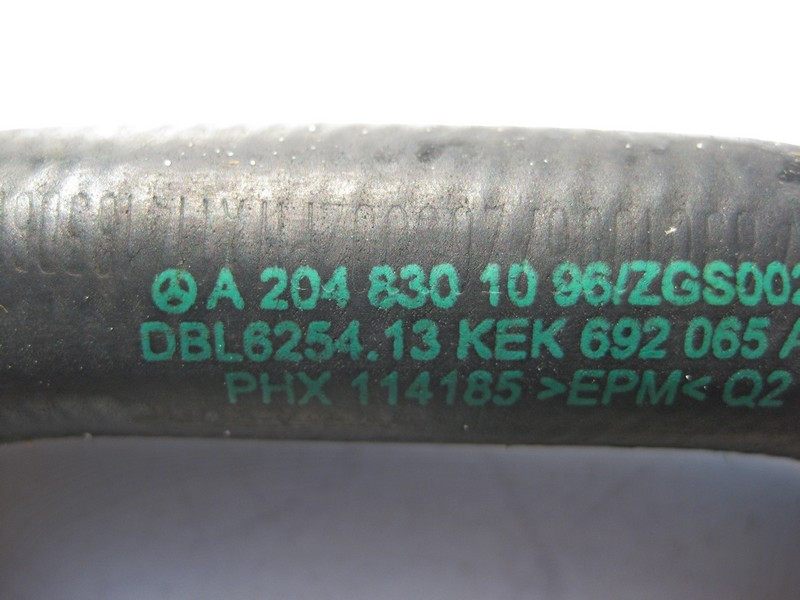 A 204 830 10 96/ZGS002
DBL6254.13 KEK 692 065 A
PHX 114185 >EPM< Q2